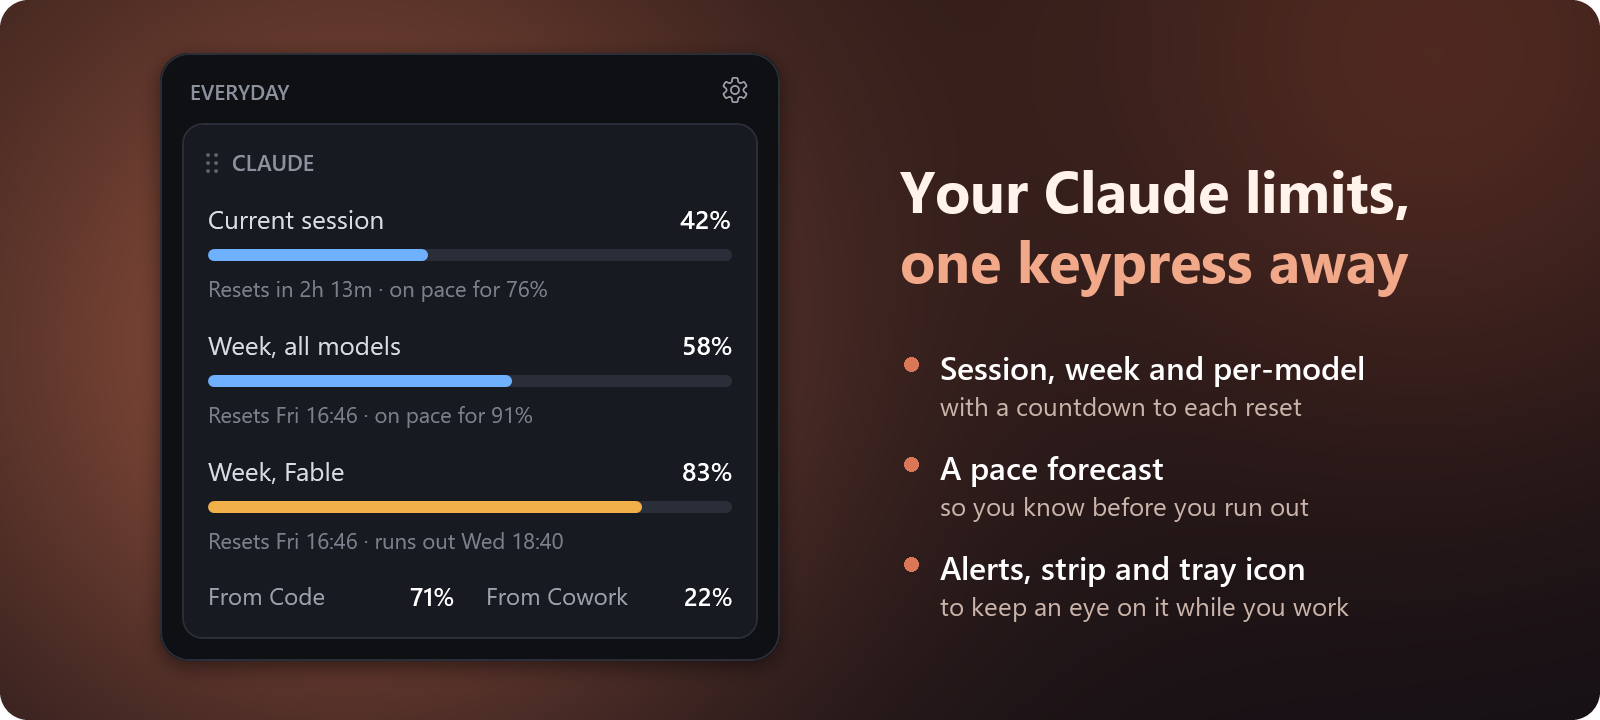 EVERYDAY
CLAUDE
Current session 42%
Resets in 2h 13m · on pace for 76%
Week, all models 58%
Resets Fri 16:46 · on pace for 91%
Week, Fable 83%
Resets Fri 16:46 · runs out Wed 18:40
From Code 71% From Cowork 22%
Your Claude limits,
one keypress away
Session, week and per-model
with a countdown to each reset
A pace forecast
so you know before you run out
Alerts, strip and tray icon
to keep an eye on it while you work